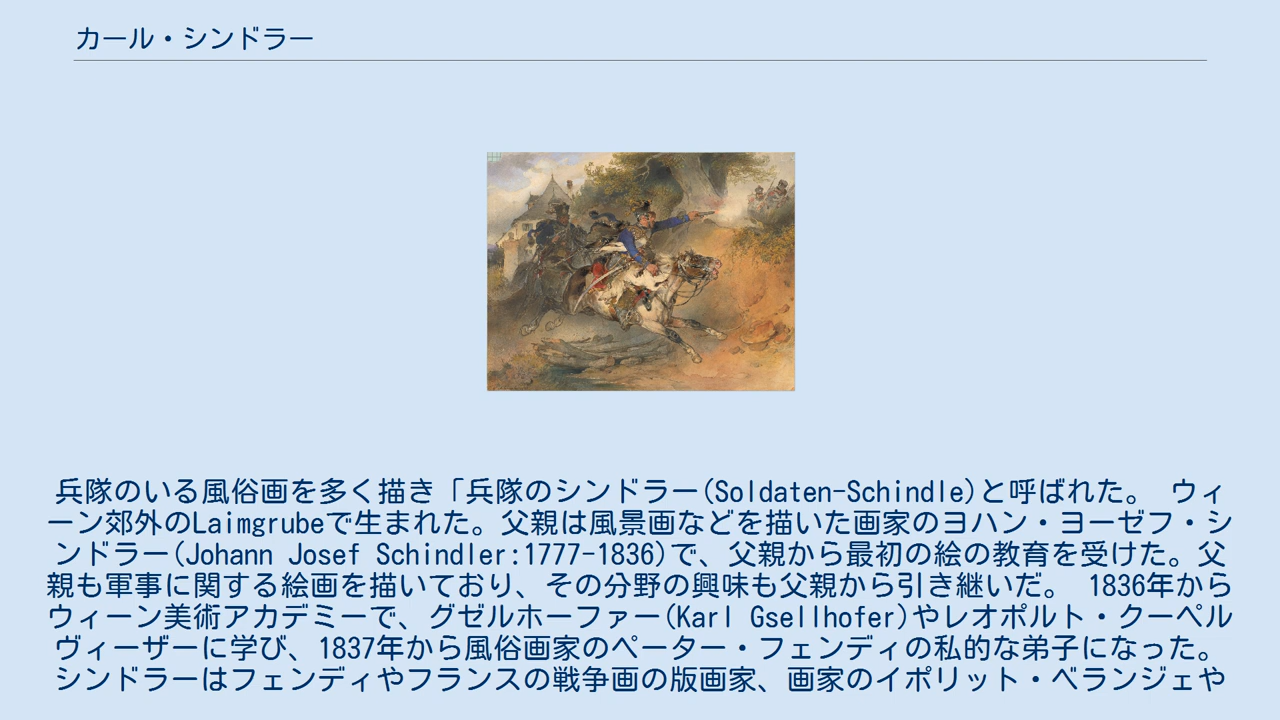 カール・シンドラー
兵隊のいる風俗画を多く描き「兵隊のシンドラー(Soldaten-Schindle)と呼ばれた。 ウィ
ーン郊外のLaimgrubeで生まれた。父親は風景画などを描いた画家のヨハン・ヨーゼフ・シ
ンドラー(Johann Josef Schindler:1777-1836)で、父親から最初の絵の教育を受けた。父
親も軍事に関する絵画を描いており、その分野の興味も父親から引き継いだ。 1836年から
ウィーン美術アカデミーで、グゼルホーファー(Karl Gsellhofer)やレオポルト・クーペル
ヴィーザーに学び、1837年から風俗画家のペーター・フェンディの私的な弟子になった。
シンドラーはフェンディやフランスの戦争画の版画家、画家のイポリット・ベランジェや